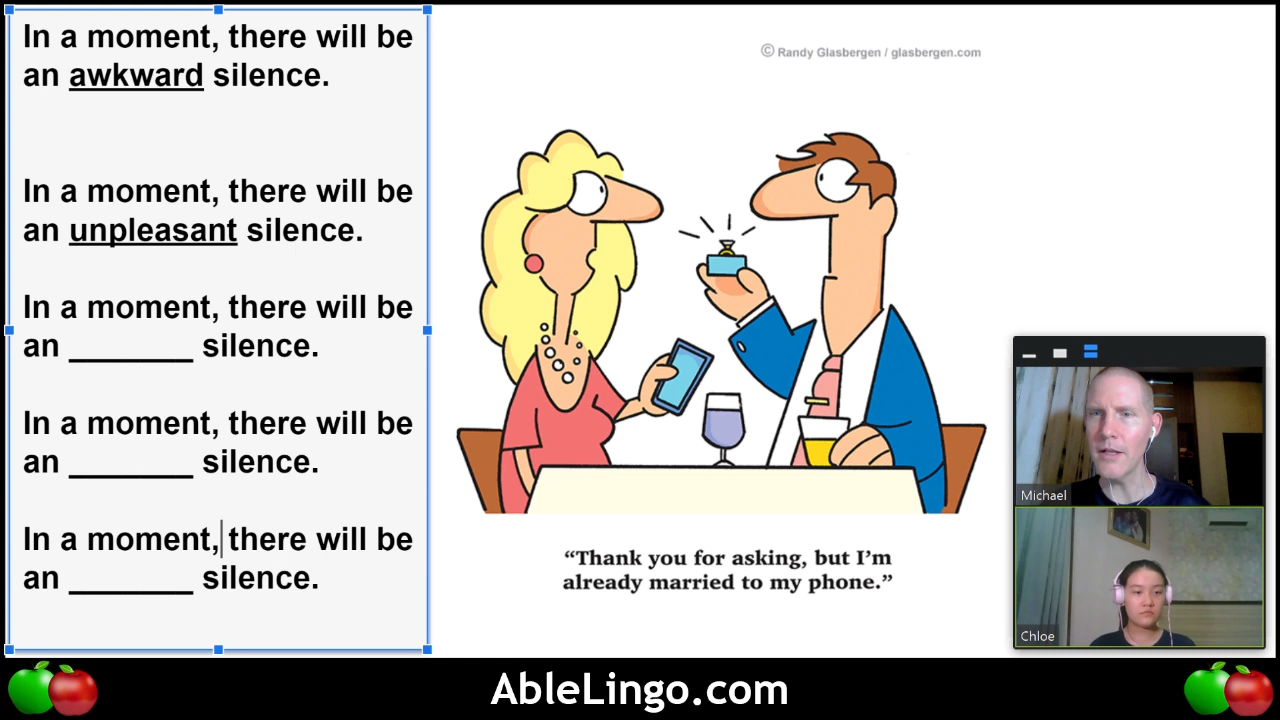 In a moment, there will be
an awkward silence.
In a moment, there will be
an unpleasant silence.
In a moment, there will be
an _______ silence.
In a moment, there will be
an _______ silence.
In a moment, there will be
an _______ silence.
© Randy Glasbergen / glasbergen.com
“Thank you for asking, but I’m
already married to my phone.”
Michael
Chloe
AbleLingo.com